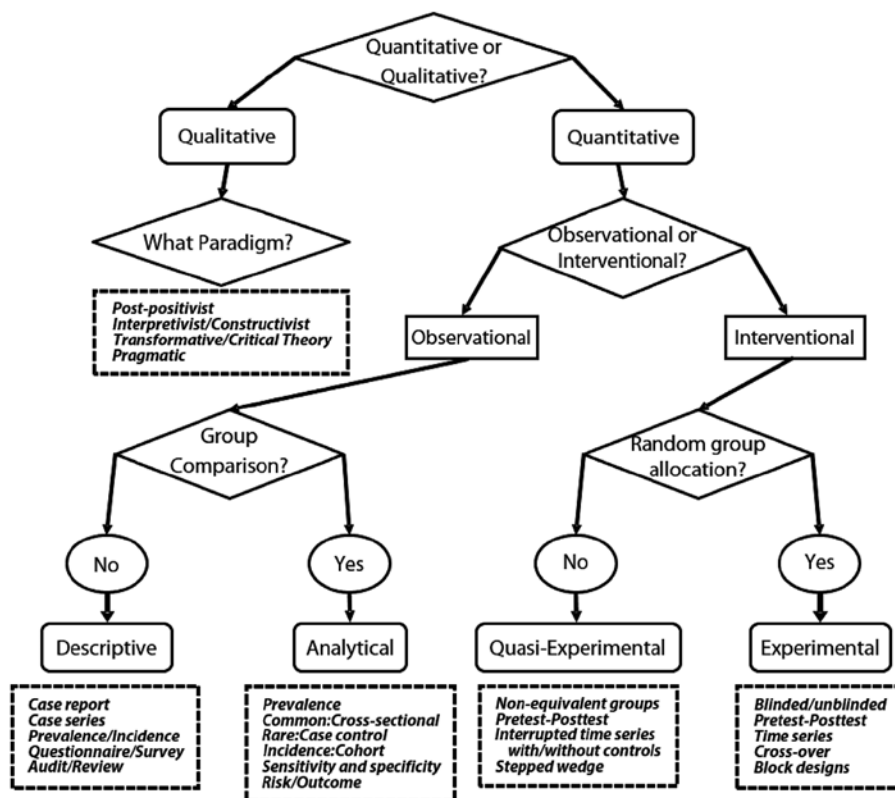 Quantitative or
Qualitative?
Qualitative
Quantitative
What Paradigm?
Observational or
Interventional?
Post-positivist
Interpretivist/Constructivist
Transformative/Critical Theory
Pragmatic
Observational
Interventional
Group
Comparison?
Random group
allocation?
No
Yes
No
Yes
Descriptive
Analytical
Quasi-Experimental
Experimental
Case report
Case series
Prevalence/Incidence
Questionnaire/Survey
Audit/Review
Prevalence
Common:Cross-sectional
Rare:Case control
Incidence:Cohort
Sensitivity and specificity
Risk/Outcome
Non-equivalent groups
Pretest-Posttest
Interrupted time series
with/without controls
Stepped wedge
Blinded/unblinded
Pretest-Posttest
Time series
Cross-over
Block designs